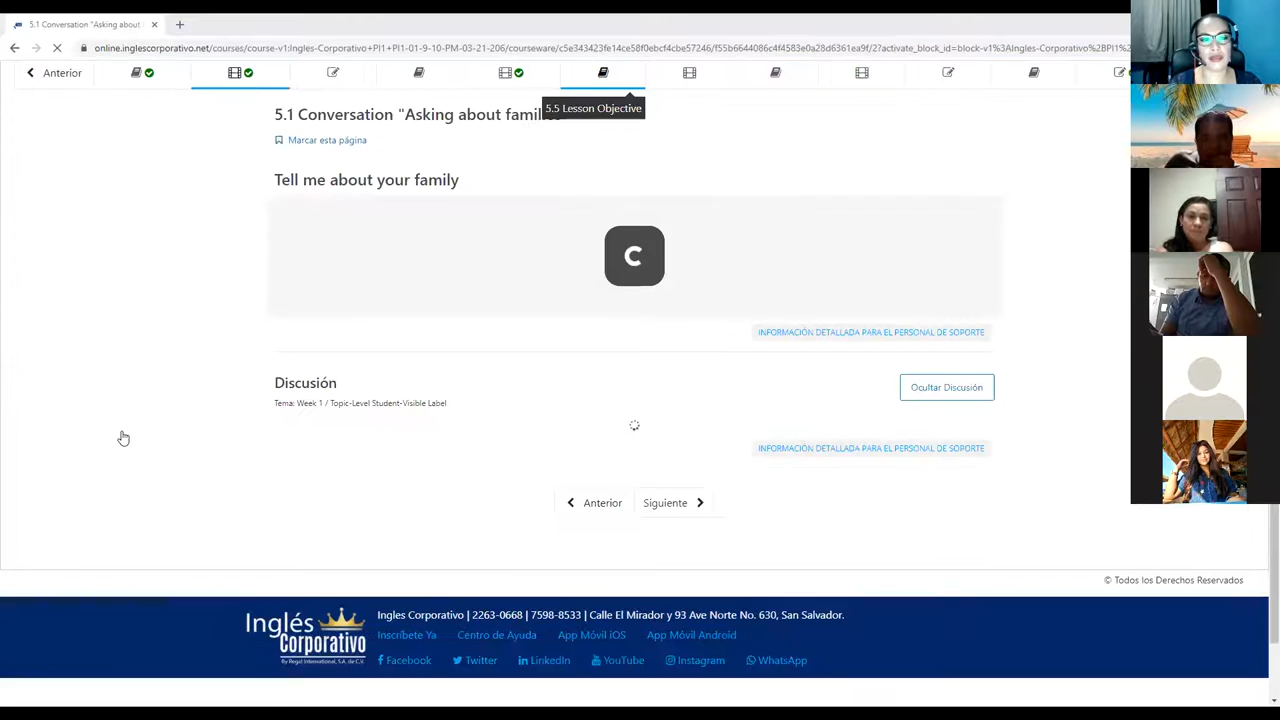 5.1 Conversation "Asking about
online.inglescorporativo.net/courses/course-v1:Ingles-Corporativo+PI1+PI1-01-9-10-PM-03-21-206/courseware/c5e343423fe14ce58f0ebcf4cbe57246/f55b6644086c4f4583e0a28d6361ea9f/2?activate_block_id=block-v1%3AIngles-Corporativo%2BPI1%
Anterior
5.5 Lesson Objective
5.1 Conversation "Asking about famili
Marcar esta página
Tell me about your family
C
INFORMACIÓN DETALLADA PARA EL PERSONAL DE SOPORTE
Discusión
Ocultar Discusión
Tema: Week 1 / Topic-Level Student-Visible Label
INFORMACIÓN DETALLADA PARA EL PERSONAL DE SOPORTE
Anterior
Siguiente
© Todos los Derechos Reservados
Inglés
Corporativo
By Regat International, S.A. de C.V.
Ingles Corporativo | 2263-0668 | 7598-8533 | Calle El Mirador y 93 Ave Norte No. 630, San Salvador.
Inscríbete Ya Centro de Ayuda App Móvil iOS App Móvil Android
Facebook Twitter LinkedIn YouTube Instagram WhatsApp